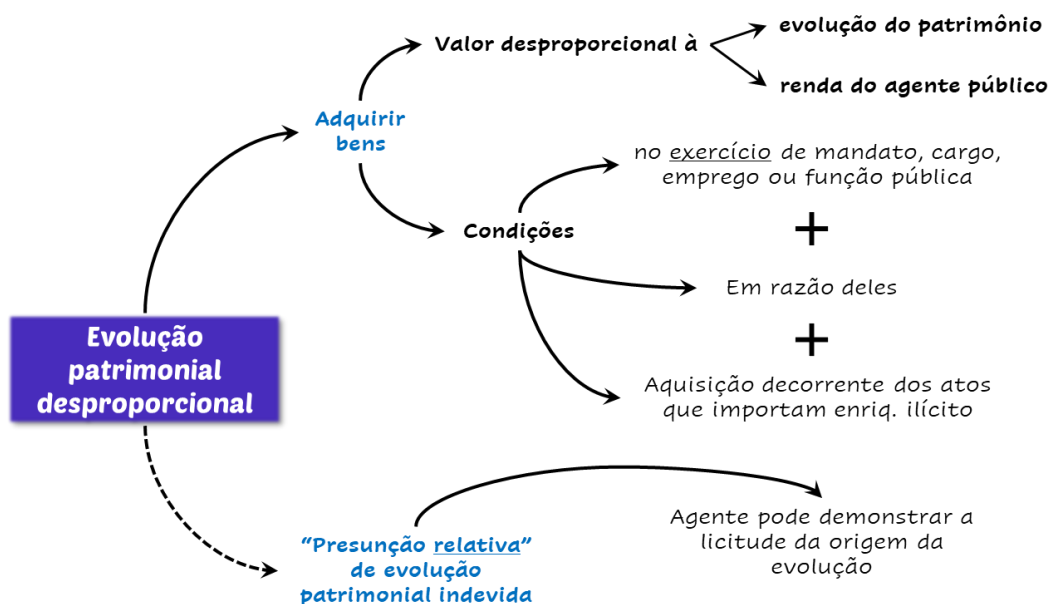 Valor desproporcional à
evolução do patrimônio
renda do agente público
Adquirir
bens
no exercício de mandato, cargo,
emprego ou função pública
+
Condições
Em razão deles
+
Evolução
patrimonial
desproporcional
Aquisição decorrente dos atos
que importam enriq. ilícito
"Presunção relativa"
de evolução
patrimonial indevida
Agente pode demonstrar a
licitude da origem da
evolução